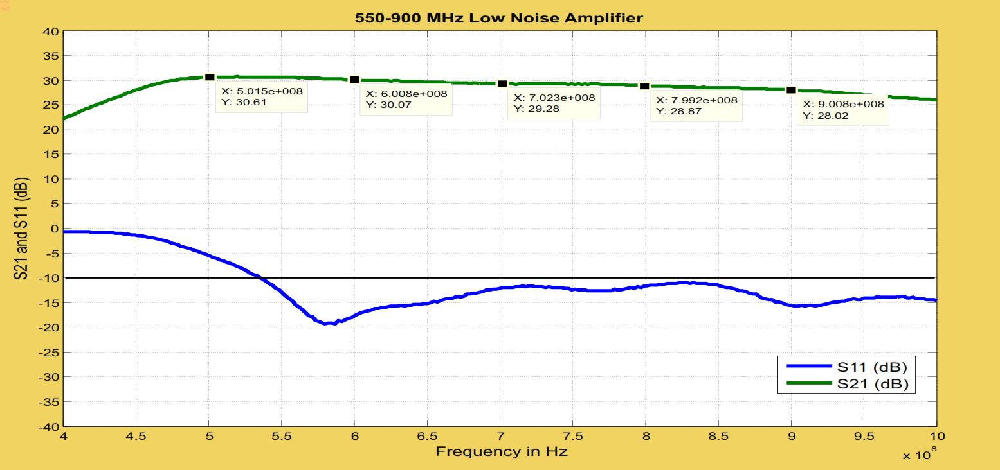 550-900 MHz Low Noise Amplifier
40
35
30
25
20
15
10
5
0
-5
-10
-15
-20
-25
-30
-35
-40
S21 and S11 (dB)
X: 5.015e+008
Y: 30.61
X: 6.008e+008
Y: 30.07
X: 7.023e+008
Y: 29.28
X: 7.992e+008
Y: 28.87
X: 9.008e+008
Y: 28.02
S11 (dB)
S21 (dB)
4 4.5 5 5.5 6 6.5 7 7.5 8 8.5 9 9.5 10
Frequency in Hz
x 10⁸